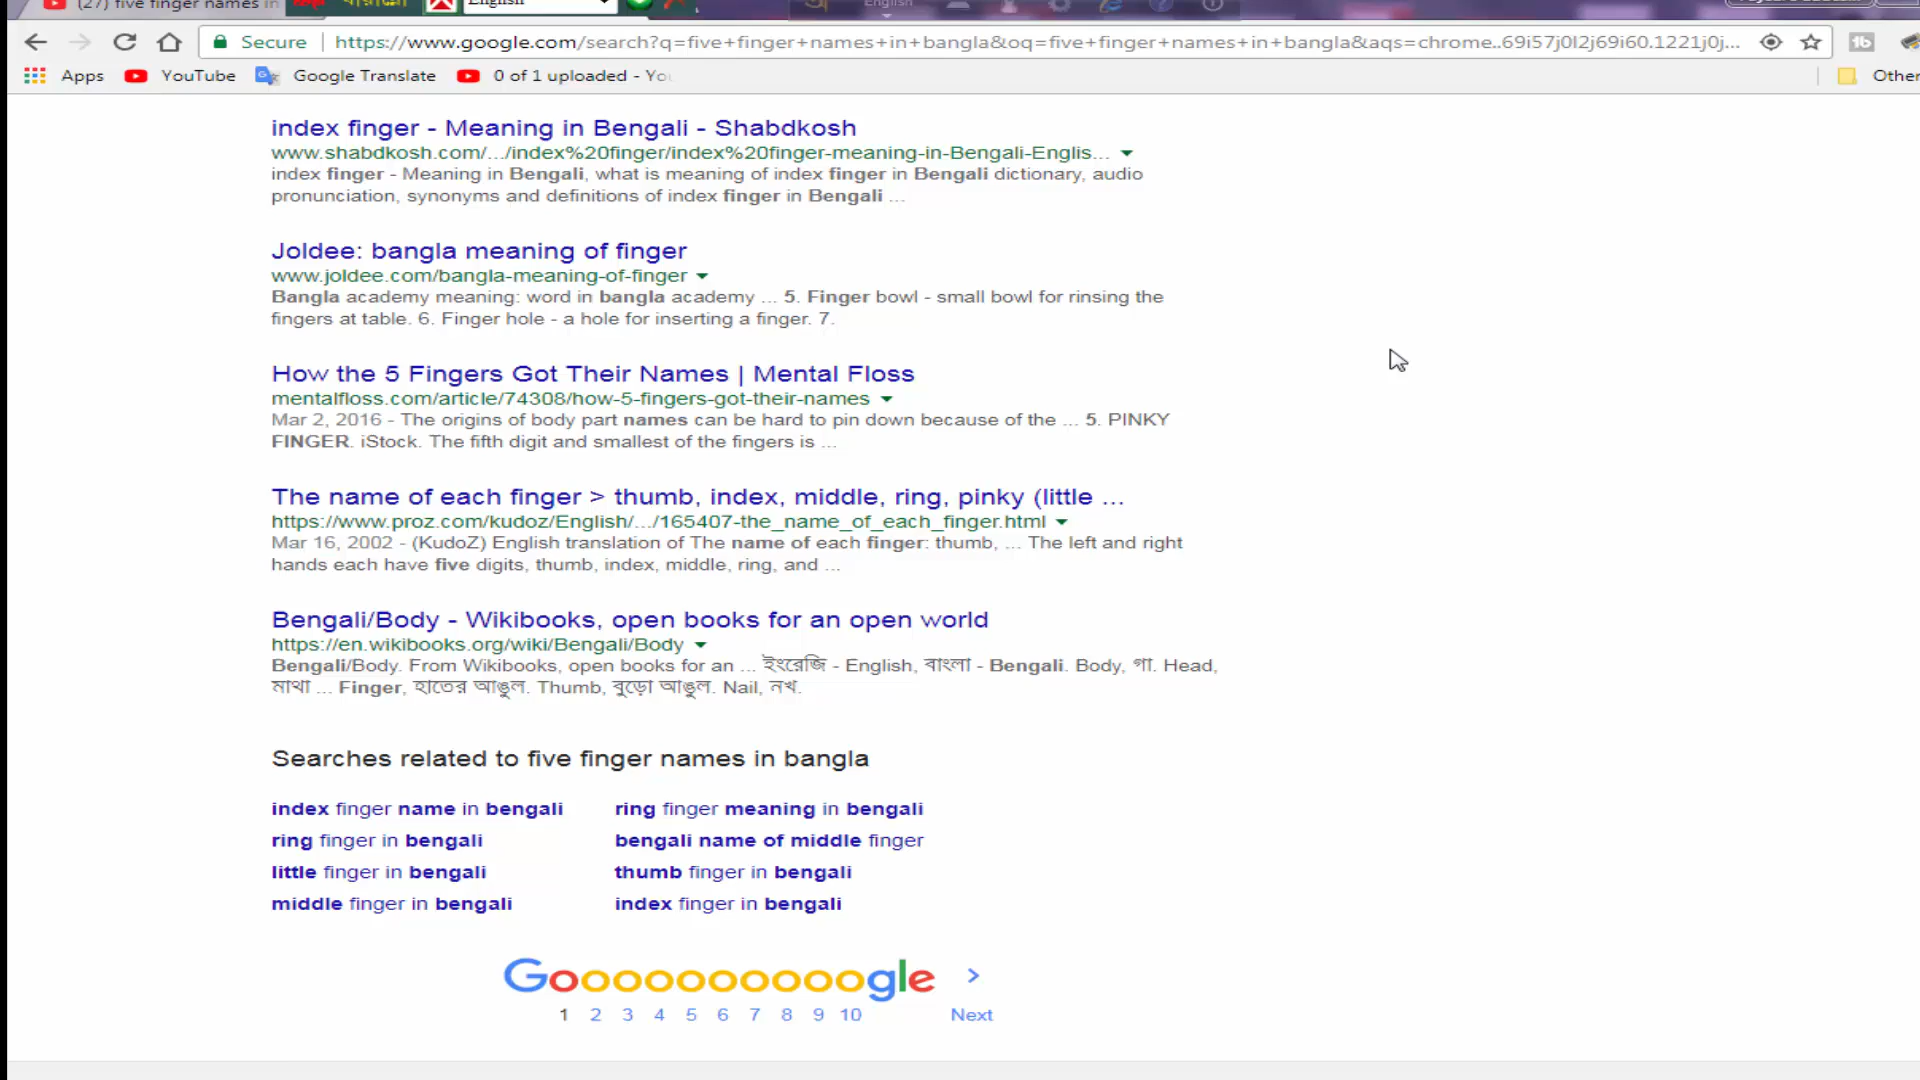 (27) five finger names in
English
English
Secure https://www.google.com/search?q=five+finger+names+in+bangla&oq=five+finger+names+in+bangla&aqs=chrome..69i57j0l2j69i60.1221j0j...
Apps YouTube Google Translate 0 of 1 uploaded - You Other
index finger - Meaning in Bengali - Shabdkosh
www.shabdkosh.com/.../index%20finger/index%20finger-meaning-in-Bengali-Englis...
index finger - Meaning in Bengali, what is meaning of index finger in Bengali dictionary, audio
pronunciation, synonyms and definitions of index finger in Bengali ...
Joldee: bangla meaning of finger
www.joldee.com/bangla-meaning-of-finger
Bangla academy meaning: word in bangla academy ... 5. Finger bowl - small bowl for rinsing the
fingers at table. 6. Finger hole - a hole for inserting a finger. 7.
How the 5 Fingers Got Their Names | Mental Floss
mentalfloss.com/article/74308/how-5-fingers-got-their-names
Mar 2, 2016 - The origins of body part names can be hard to pin down because of the ... 5. PINKY
FINGER. iStock. The fifth digit and smallest of the fingers is ...
The name of each finger > thumb, index, middle, ring, pinky (little ...
https://www.proz.com/kudoz/English/.../165407-the_name_of_each_finger.html
Mar 16, 2002 - (KudoZ) English translation of The name of each finger: thumb, ... The left and right
hands each have five digits, thumb, index, middle, ring, and ...
Bengali/Body - Wikibooks, open books for an open world
https://en.wikibooks.org/wiki/Bengali/Body
Bengali/Body. From Wikibooks, open books for an ... ইংরেজি - English, বাংলা - Bengali. Body, গা. Head,
মাথা ... Finger, হাতের আঙুল. Thumb, বুড়ো আঙুল. Nail, নখ.
Searches related to five finger names in bangla
index finger name in bengali ring finger meaning in bengali
ring finger in bengali bengali name of middle finger
little finger in bengali thumb finger in bengali
middle finger in bengali index finger in bengali
Goooooooooogle >
1 2 3 4 5 6 7 8 9 10 Next